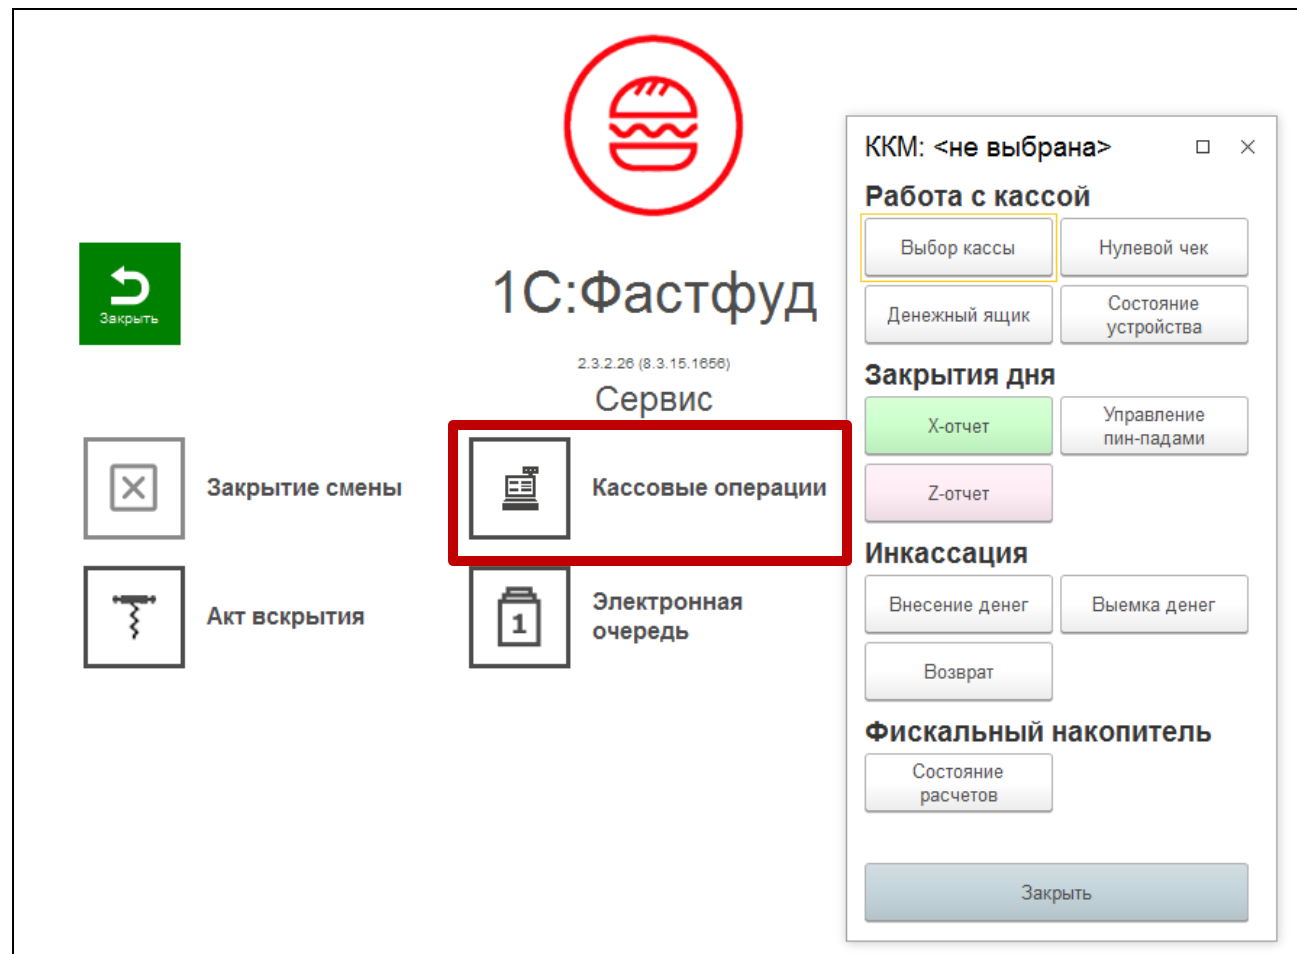 Закрыть
1С:Фастфуд
2.3.2.26 (8.3.15.1656)
Сервис
Закрытие смены
Кассовые операции
Акт вскрытия
1
Электронная
очередь
ККМ: <не выбрана>
Работа с кассой
Выбор кассы
Нулевой чек
Денежный ящик
Состояние
устройства
Закрытия дня
Х-отчет
Управление
пин-падами
Z-отчет
Инкассация
Внесение денег
Выемка денег
Возврат
Фискальный накопитель
Состояние
расчетов
Закрыть